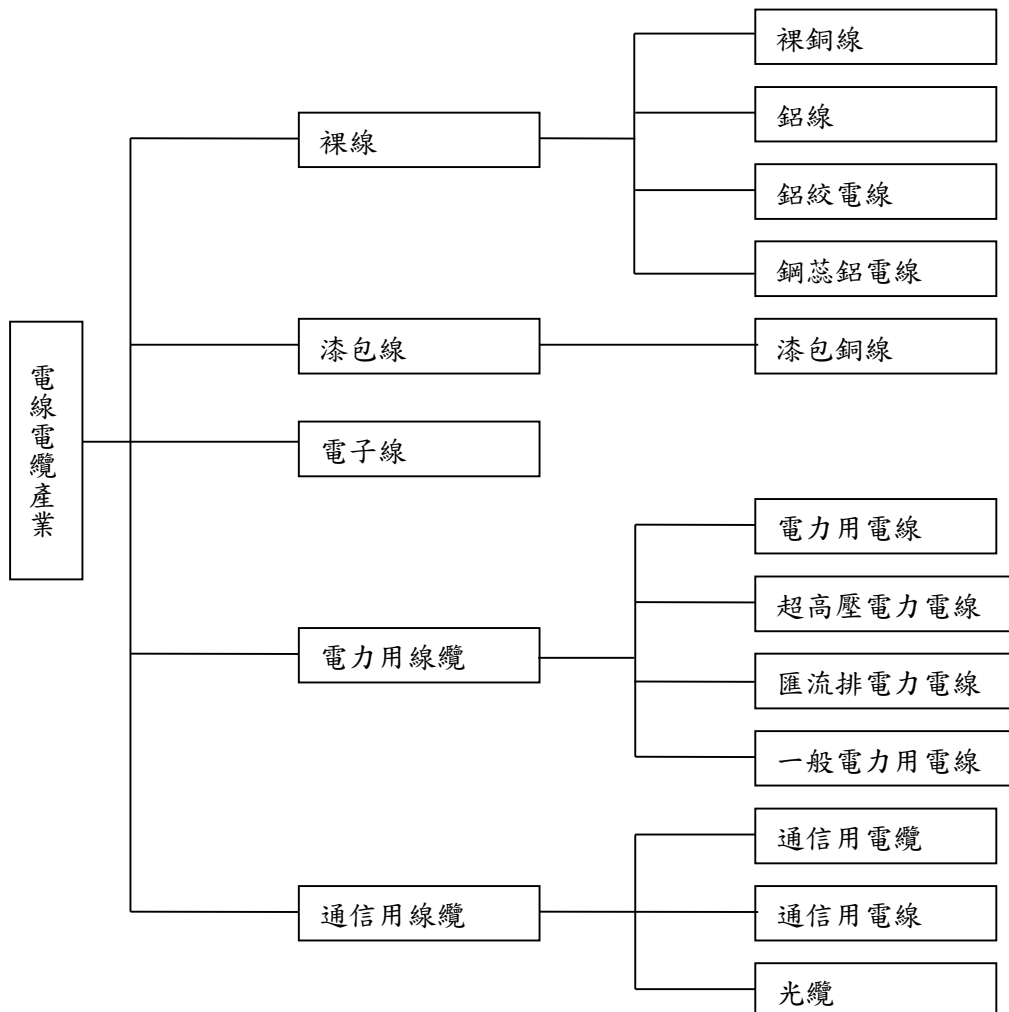 電線電纜產業
裸線
裸銅線
鋁線
鋁絞電線
鋼蕊鋁電線
漆包線
漆包銅線
電子線
電力用線纜
電力用電線
超高壓電力電線
匯流排電力電線
一般電力用電線
通信用線纜
通信用電纜
通信用電線
光纜